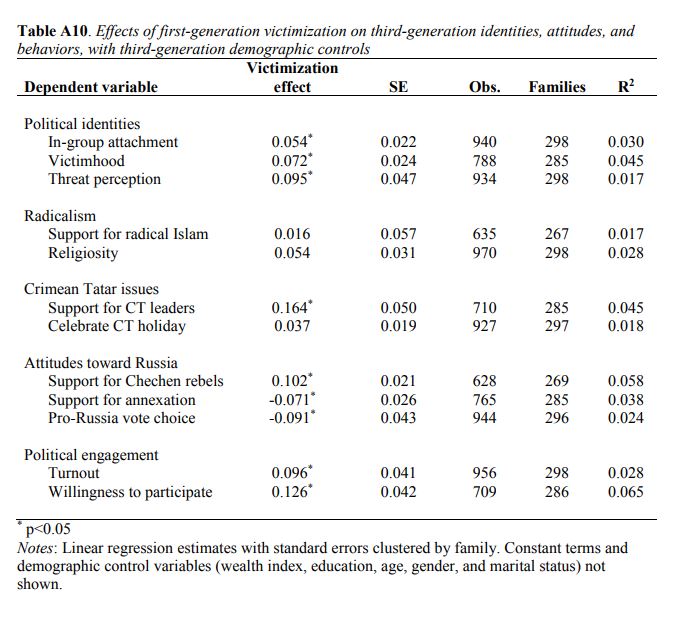 Table A10. Effects of first-generation victimization on third-generation identities, attitudes, and
behaviors, with third-generation demographic controls
Victimization
Dependent variable effect SE Obs. Families R²
Political identities
In-group attachment 0.054* 0.022 940 298 0.030
Victimhood 0.072* 0.024 788 285 0.045
Threat perception 0.095* 0.047 934 298 0.017
Radicalism
Support for radical Islam 0.016 0.057 635 267 0.017
Religiosity 0.054 0.031 970 298 0.028
Crimean Tatar issues
Support for CT leaders 0.164* 0.050 710 285 0.045
Celebrate CT holiday 0.037 0.019 927 297 0.018
Attitudes toward Russia
Support for Chechen rebels 0.102* 0.021 628 269 0.058
Support for annexation -0.071* 0.026 765 285 0.038
Pro-Russia vote choice -0.091* 0.043 944 296 0.024
Political engagement
Turnout 0.096* 0.041 956 298 0.028
Willingness to participate 0.126* 0.042 709 286 0.065
* p<0.05
Notes: Linear regression estimates with standard errors clustered by family. Constant terms and
demographic control variables (wealth index, education, age, gender, and marital status) not
shown.